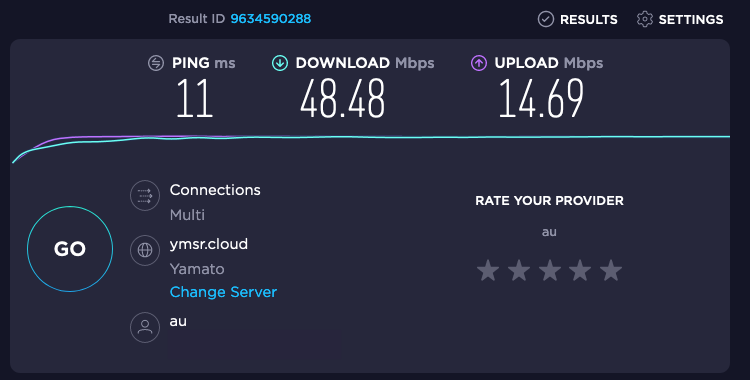 Result ID 9634590288
RESULTS
SETTINGS
PING ms
DOWNLOAD Mbps
UPLOAD Mbps
11
48.48
14.69
GO
Connections
Multi
ymsr.cloud
Yamato
Change Server
au
RATE YOUR PROVIDER
au